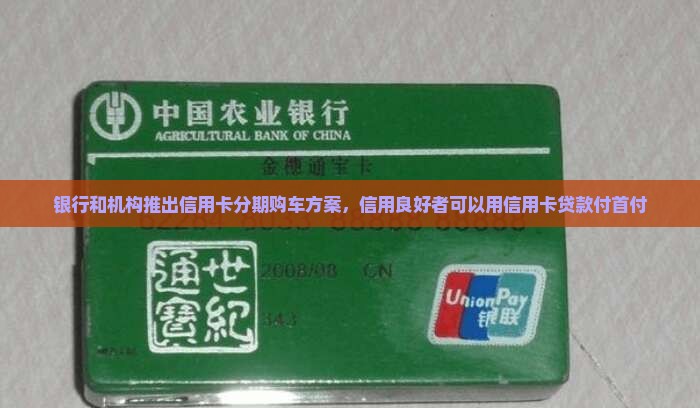 中国农业银行
AGRICULTURAL BANK OF CHINA
金穗通宝卡
银行和机构推出信用卡分期购车方案，信用良好者可以用信用卡贷款付首付
2008/08 CN
世纪
通寶
343
UnionPay
银联